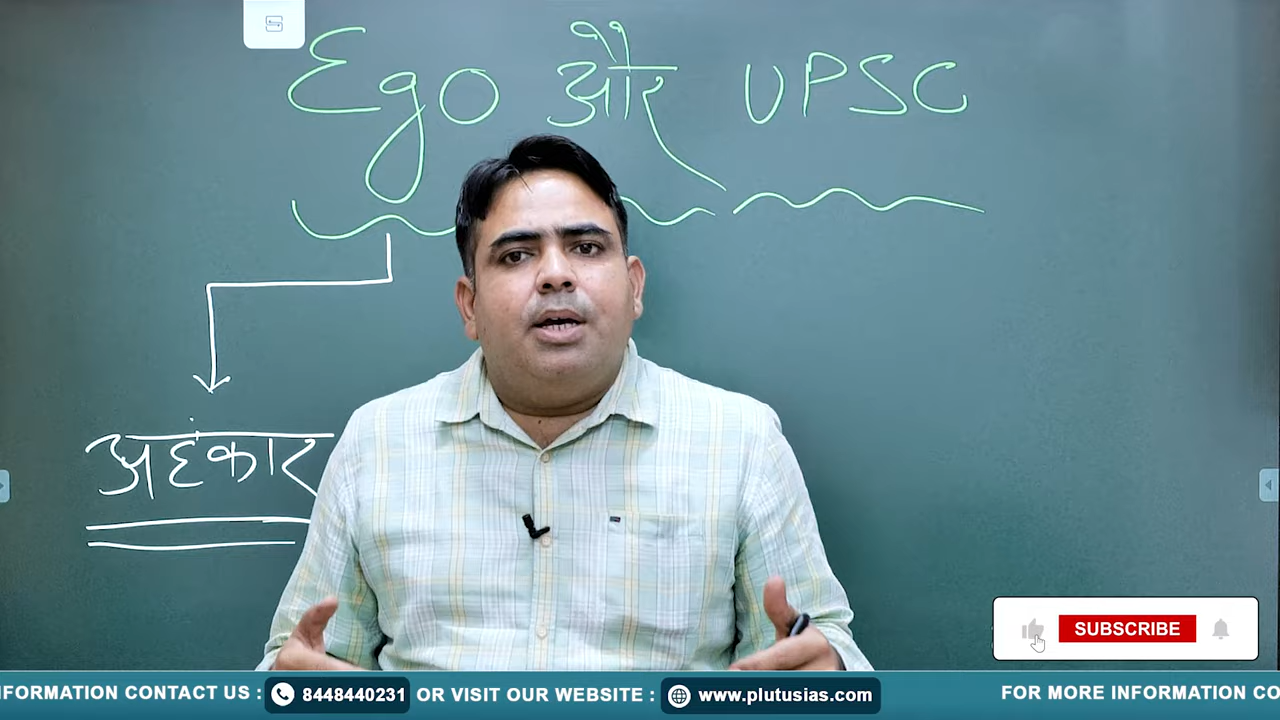 Ego और UPSC
अहंकार
SUBSCRIBE
NFORMATION CONTACT US : 8448440231 OR VISIT OUR WEBSITE : www.plutusias.com FOR MORE INFORMATION CO